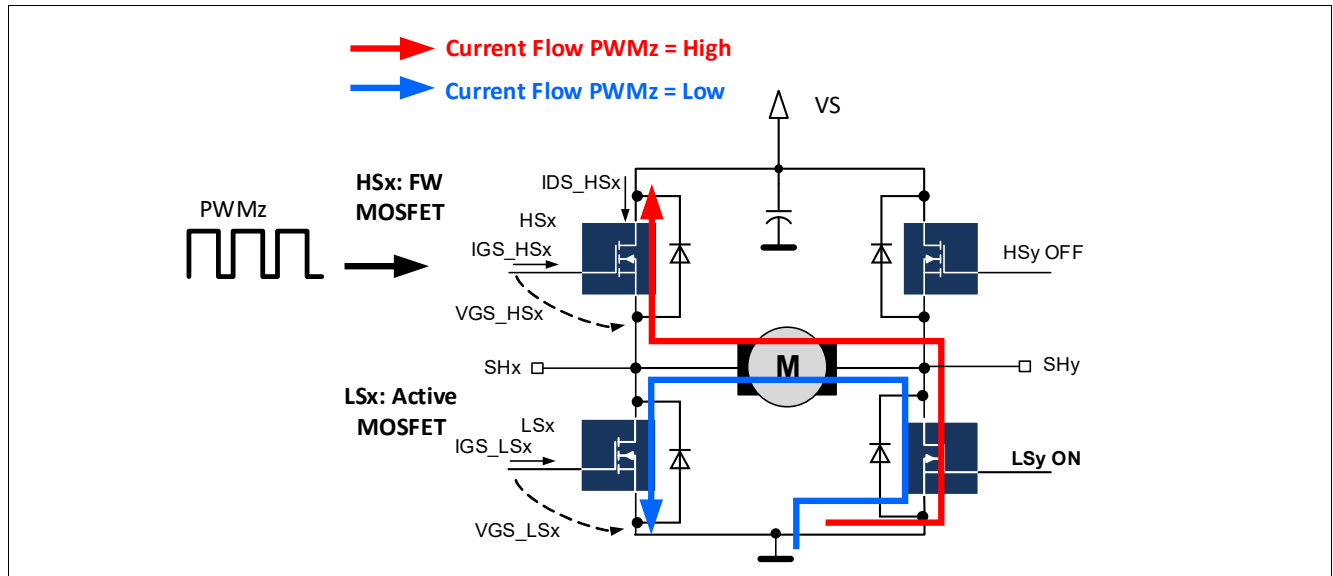 Current Flow PWMz = High
Current Flow PWMz = Low
VS
HSx: FW
MOSFET
IDS_HSx
PWMz
HSx
IGS_HSx
HSy OFF
VGS_HSx
SHx
M
SHy
LSx: Active
MOSFET
LSx
IGS_LSx
LSy ON
VGS_LSx